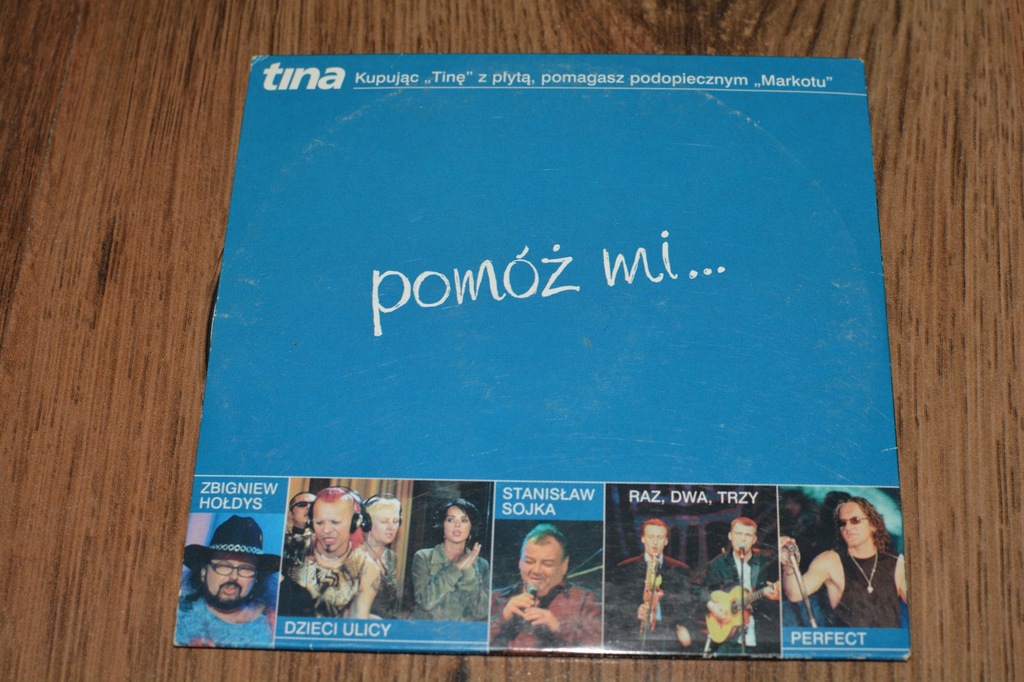 tina Kupując „Tinę” z płytą, pomagasz podopiecznym „Markotu”
pomóż mi...
ZBIGNIEW
HOŁDYS
DZIECI ULICY
STANISŁAW
SOJKA
RAZ, DWA, TRZY
PERFECT